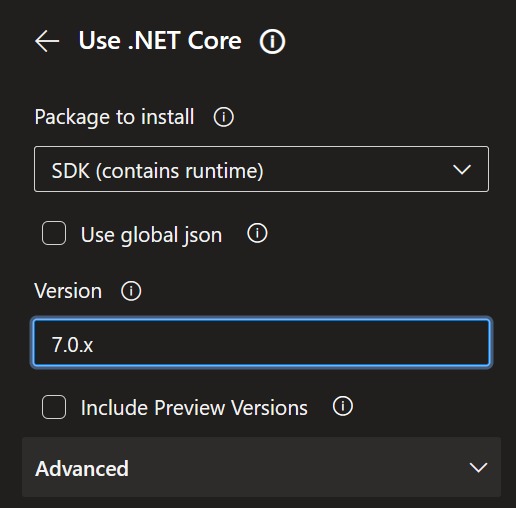 Use .NET Core
Package to install
SDK (contains runtime)
Use global json
Version
7.0.x
Include Preview Versions
Advanced